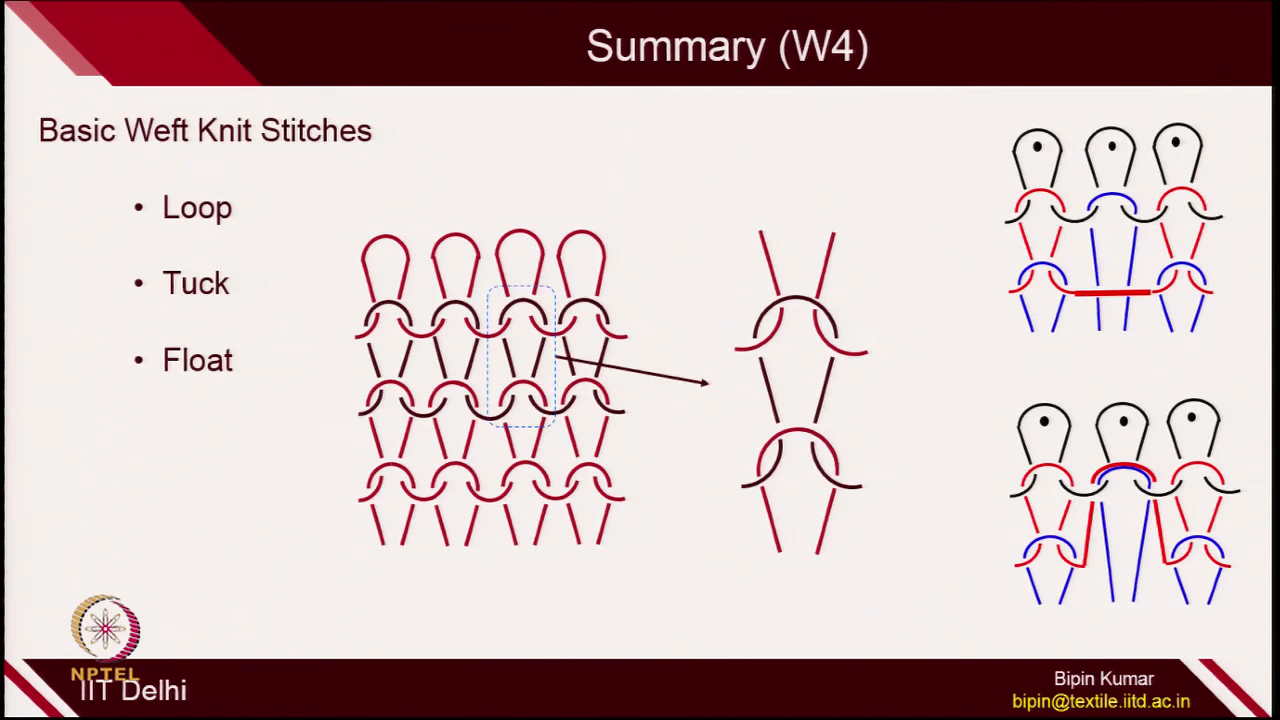 Summary (W4)
Basic Weft Knit Stitches
• Loop
• Tuck
• Float
NPTEL
IIT Delhi
Bipin Kumar
bipin@textile.iitd.ac.in